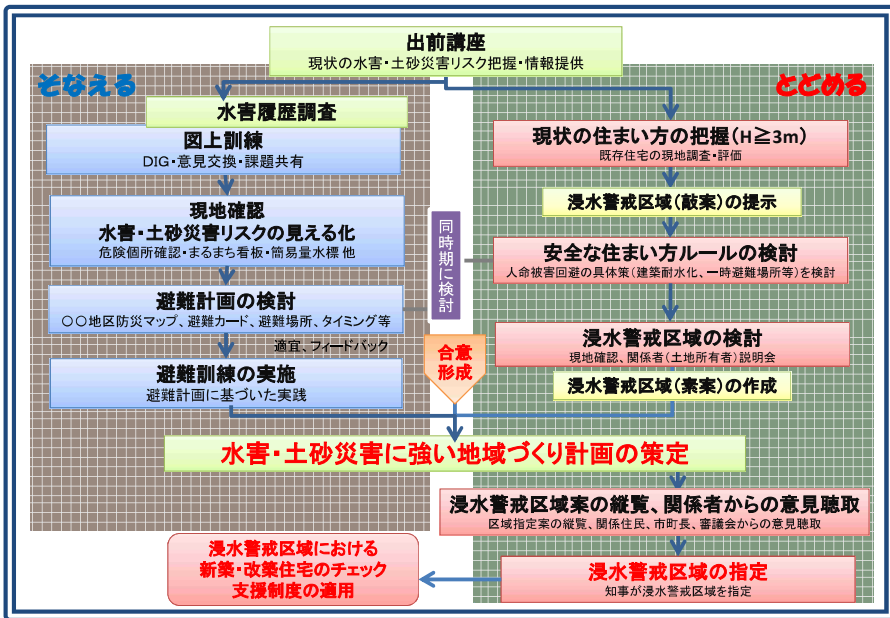 出前講座
現状の水害・土砂災害リスク把握・情報提供
そなえる
水害履歴調査
図上訓練
DIG・意見交換・課題共有
現地確認
水害・土砂災害リスクの見える化
危険個所確認・まるまち看板・簡易量水標 他
避難計画の検討
○○地区防災マップ、避難カード、避難場所、タイミング等
適宜、フィードバック
避難訓練の実施
避難計画に基づいた実践
同時期に検討
合意
形成
とどめる
現状の住まい方の把握(H≧3m)
既存住宅の現地調査・評価
浸水警戒区域(敲案)の提示
安全な住まい方ルールの検討
人命被害回避の具体策(建築耐水化、一時避難場所等)を検討
浸水警戒区域の検討
現地確認、関係者(土地所有者)説明会
浸水警戒区域(素案)の作成
水害・土砂災害に強い地域づくり計画の策定
浸水警戒区域案の縦覧、関係者からの意見聴取
区域指定案の縦覧、関係住民、市町長、審議会からの意見聴取
浸水警戒区域の指定
知事が浸水警戒区域を指定
浸水警戒区域における
新築・改築住宅のチェック
支援制度の適用